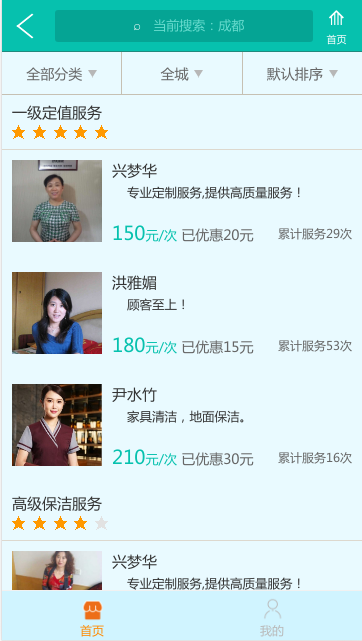 当前搜索：成都
首页
全部分类 全城 默认排序
一级定值服务
兴梦华
专业定制服务,提供高质量服务！
150元/次 已优惠20元 累计服务29次
洪雅媚
顾客至上！
180元/次 已优惠15元 累计服务53次
尹水竹
家具清洁，地面保洁。
210元/次 已优惠30元 累计服务16次
高级保洁服务
兴梦华
专业定制服务,提供高质量服务！
首页 我的